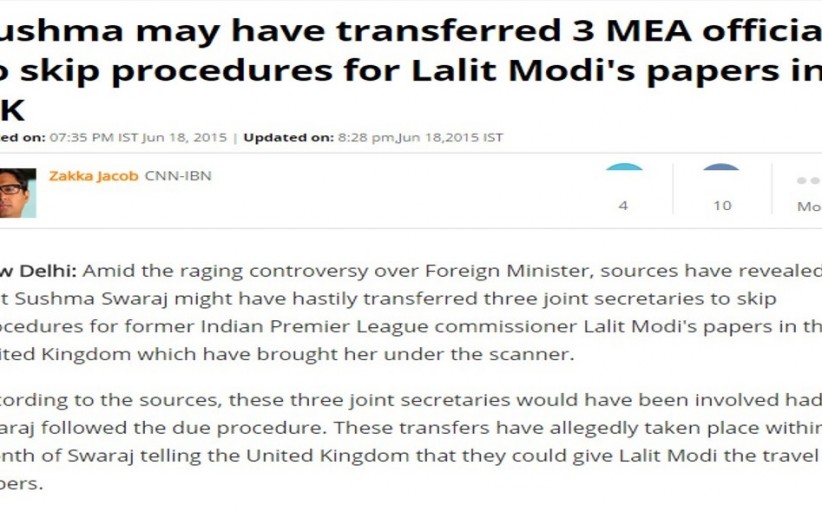 ushma may have transferred 3 MEA officia
o skip procedures for Lalit Modi's papers in
K
ed on: 07:35 PM IST Jun 18, 2015 | Updated on: 8:28 pm,Jun 18,2015 IST
Zakka Jacob CNN-IBN
4 10 Mo
w Delhi: Amid the raging controversy over Foreign Minister, sources have revealed
t Sushma Swaraj might have hastily transferred three joint secretaries to skip
ocedures for former Indian Premier League commissioner Lalit Modi's papers in th
ited Kingdom which have brought her under the scanner.
cording to the sources, these three joint secretaries would have been involved had
araj followed the due procedure. These transfers have allegedly taken place within
nth of Swaraj telling the United Kingdom that they could give Lalit Modi the travel
pers.